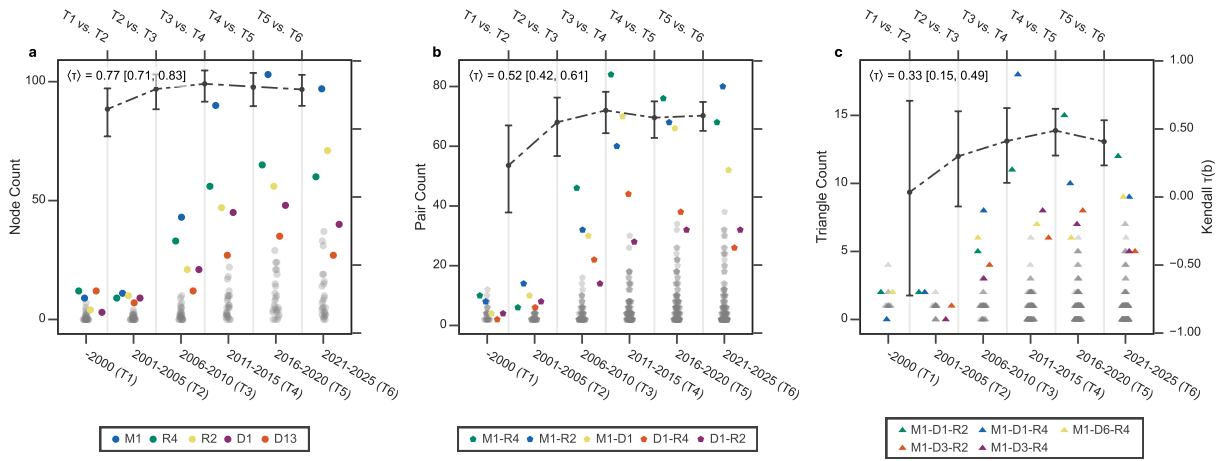 T1 vs. T2
T2 vs. T3
T3 vs. T4
T4 vs. T5
T5 vs. T6
a
⟨τ⟩ = 0.77 [0.71, 0.83]
Node Count
100
50
0
-2000 (T1)
2001-2005 (T2)
2006-2010 (T3)
2011-2015 (T4)
2016-2020 (T5)
2021-2025 (T6)
M1 R4 R2 D1 D13
T1 vs. T2
T2 vs. T3
T3 vs. T4
T4 vs. T5
T5 vs. T6
b
⟨τ⟩ = 0.52 [0.42, 0.61]
Pair Count
80
60
40
20
0
-2000 (T1)
2001-2005 (T2)
2006-2010 (T3)
2011-2015 (T4)
2016-2020 (T5)
2021-2025 (T6)
M1-R4 M1-R2 M1-D1 D1-R4 D1-R2
T1 vs. T2
T2 vs. T3
T3 vs. T4
T4 vs. T5
T5 vs. T6
c
⟨τ⟩ = 0.33 [0.15, 0.49]
Triangle Count
15
10
5
0
1.00
0.50
0.00
−0.50
−1.00
Kendall τ(b)
-2000 (T1)
2001-2005 (T2)
2006-2010 (T3)
2011-2015 (T4)
2016-2020 (T5)
2021-2025 (T6)
M1-D1-R2 M1-D1-R4 M1-D6-R4
M1-D3-R2 M1-D3-R4